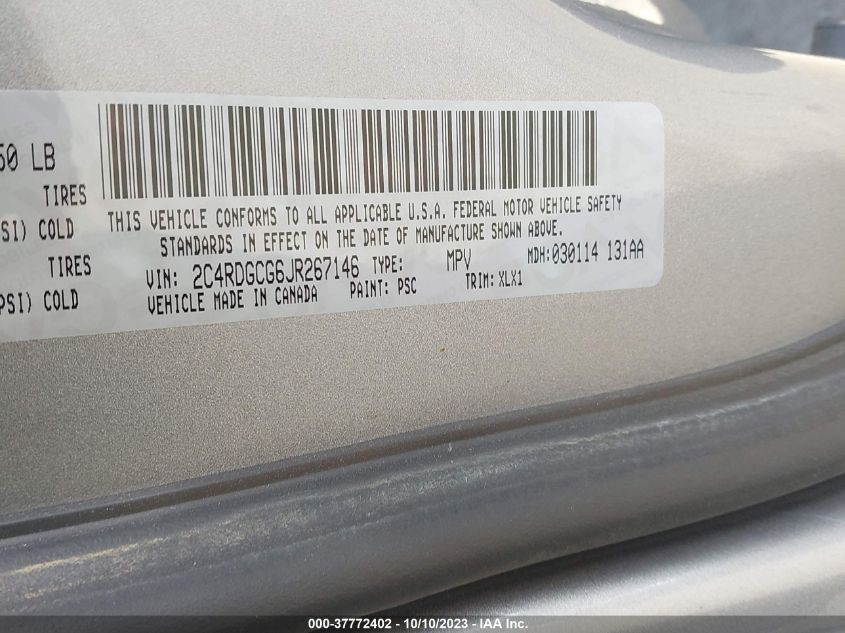 50 LB
TIRES
SI) COLD
TIRES
PSI) COLD
THIS VEHICLE CONFORMS TO ALL APPLICABLE U.S.A. FEDERAL MOTOR VEHICLE SAFETY
STANDARDS IN EFFECT ON THE DATE OF MANUFACTURE SHOWN ABOVE.
VIN: 2C4RDGCG6JR267146 TYPE: MPV MDH:030114 131AA
VEHICLE MADE IN CANADA PAINT: PSC TRIM: XLX1
000-37772402 - 10/10/2023 - IAA Inc.